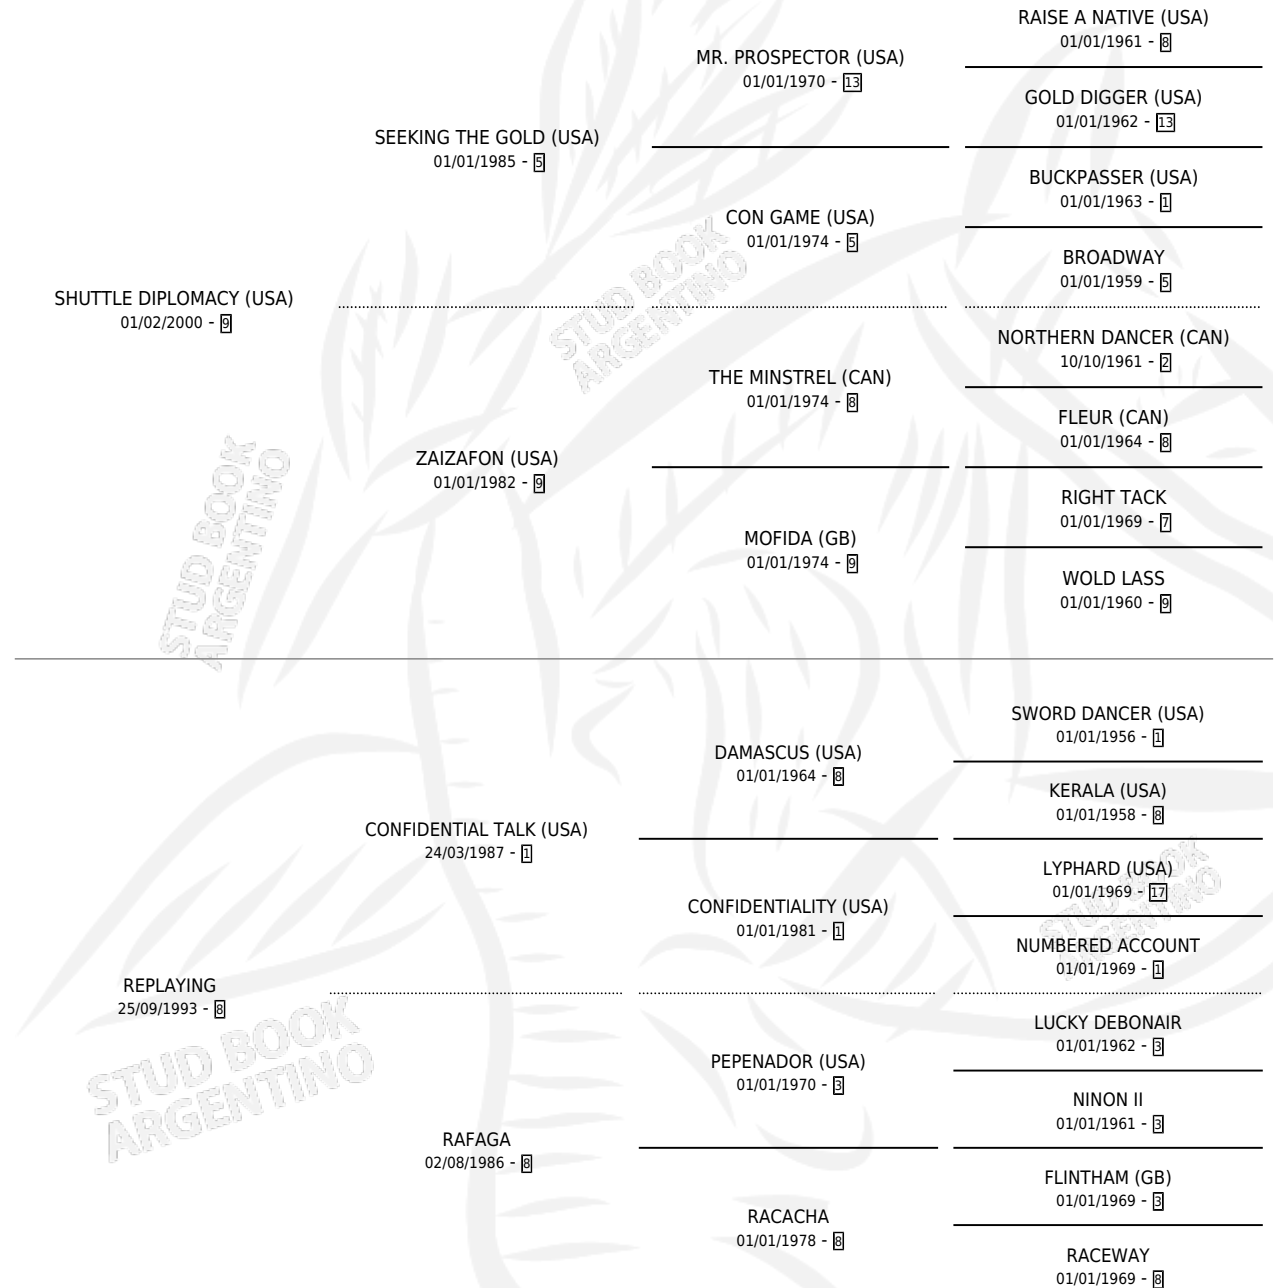 RAISE A NATIVE (USA)
01/01/1961 - 8
MR. PROSPECTOR (USA)
01/01/1970 - 13
GOLD DIGGER (USA)
01/01/1962 - 13
SEEKING THE GOLD (USA)
01/01/1985 - 5
BUCKPASSER (USA)
01/01/1963 - 1
CON GAME (USA)
01/01/1974 - 5
BROADWAY
01/01/1959 - 5
SHUTTLE DIPLOMACY (USA)
01/02/2000 - 9
NORTHERN DANCER (CAN)
10/10/1961 - 2
THE MINSTREL (CAN)
01/01/1974 - 8
FLEUR (CAN)
01/01/1964 - 8
ZAIZAFON (USA)
01/01/1982 - 9
RIGHT TACK
01/01/1969 - 7
MOFIDA (GB)
01/01/1974 - 9
WOLD LASS
01/01/1960 - 9
SWORD DANCER (USA)
01/01/1956 - 1
DAMASCUS (USA)
01/01/1964 - 8
KERALA (USA)
01/01/1958 - 8
CONFIDENTIAL TALK (USA)
24/03/1987 - 1
LYPHARD (USA)
01/01/1969 - 17
CONFIDENTIALITY (USA)
01/01/1981 - 1
NUMBERED ACCOUNT
01/01/1969 - 1
REPLAYING
25/09/1993 - 8
LUCKY DEBONAIR
01/01/1962 - 3
PEPENADOR (USA)
01/01/1970 - 3
NINON II
01/01/1961 - 3
RAFAGA
02/08/1986 - 8
FLINTHAM (GB)
01/01/1969 - 3
RACACHA
01/01/1978 - 8
RACEWAY
01/01/1969 - 8
STUD BOOK
ARGENTINO
STUD BOOK
ARGENTINO
STUD BOOK
ARGENTINO
STUD BOOK
ARGENTINO